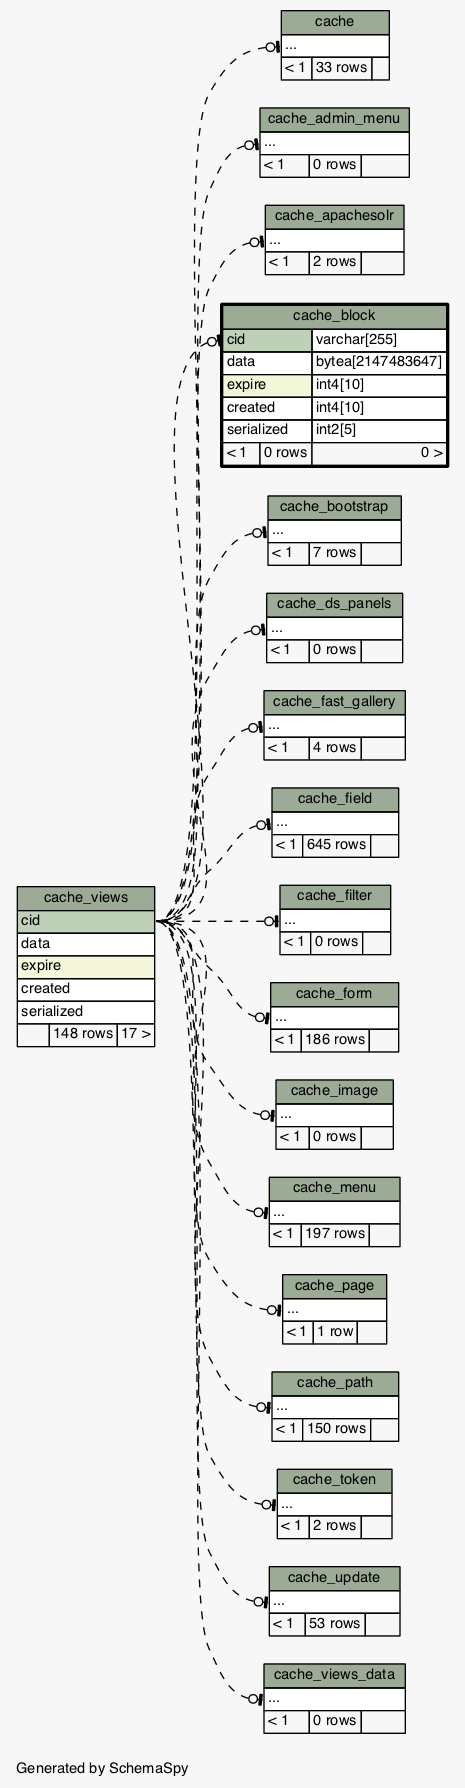 cache
...
< 1 33 rows
cache_admin_menu
...
< 1 0 rows
cache_apachesolr
...
< 1 2 rows
cache_block
cid varchar[255]
data bytea[2147483647]
expire int4[10]
created int4[10]
serialized int2[5]
< 1 0 rows 0 >
cache_bootstrap
...
< 1 7 rows
cache_ds_panels
...
< 1 0 rows
cache_fast_gallery
...
< 1 4 rows
cache_field
...
< 1 645 rows
cache_views
cid
data
expire
created
serialized
148 rows 17 >
cache_filter
...
< 1 0 rows
cache_form
...
< 1 186 rows
cache_image
...
< 1 0 rows
cache_menu
...
< 1 197 rows
cache_page
...
< 1 1 row
cache_path
...
< 1 150 rows
cache_token
...
< 1 2 rows
cache_update
...
< 1 53 rows
cache_views_data
...
< 1 0 rows
Generated by SchemaSpy